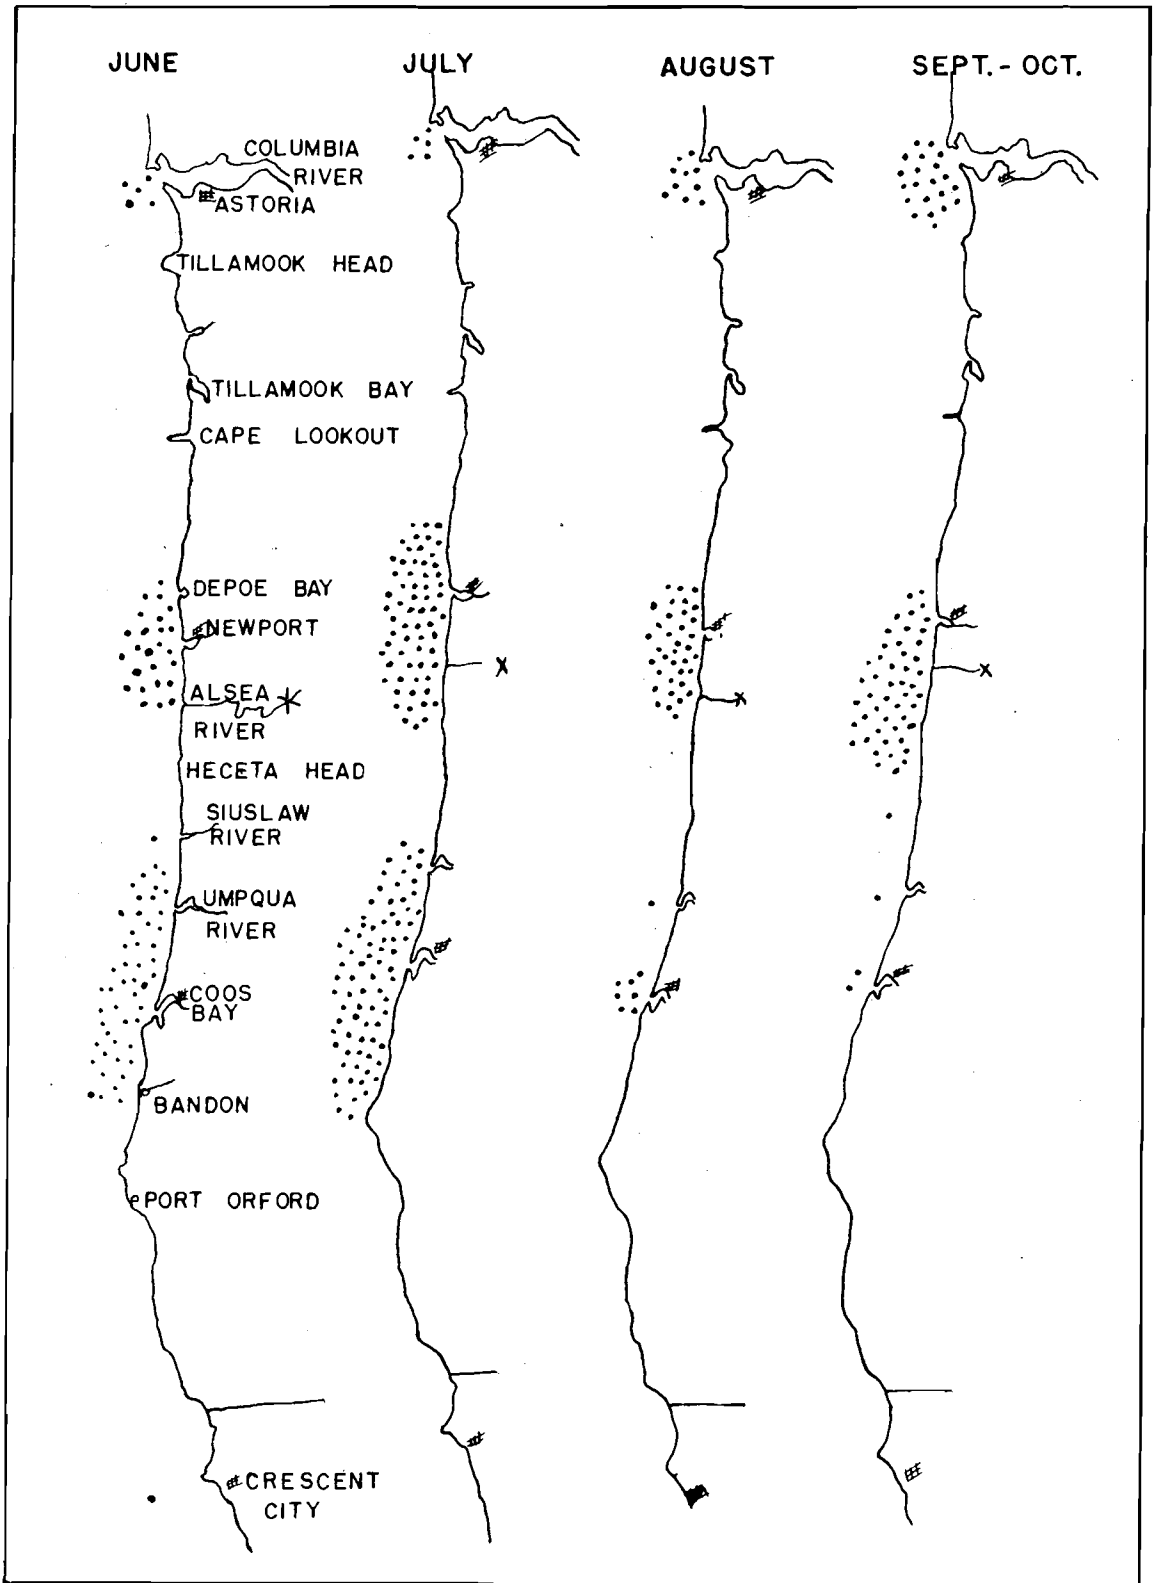 JUNE
JULY
AUGUST
SEPT. - OCT.
COLUMBIA
RIVER
ASTORIA
TILLAMOOK HEAD
TILLAMOOK BAY
CAPE LOOKOUT
DEPOE BAY
NEWPORT
ALSEA
RIVER
HECETA HEAD
SIUSLAW
RIVER
UMPQUA
RIVER
COOS
BAY
BANDON
PORT ORFORD
CRESCENT
CITY